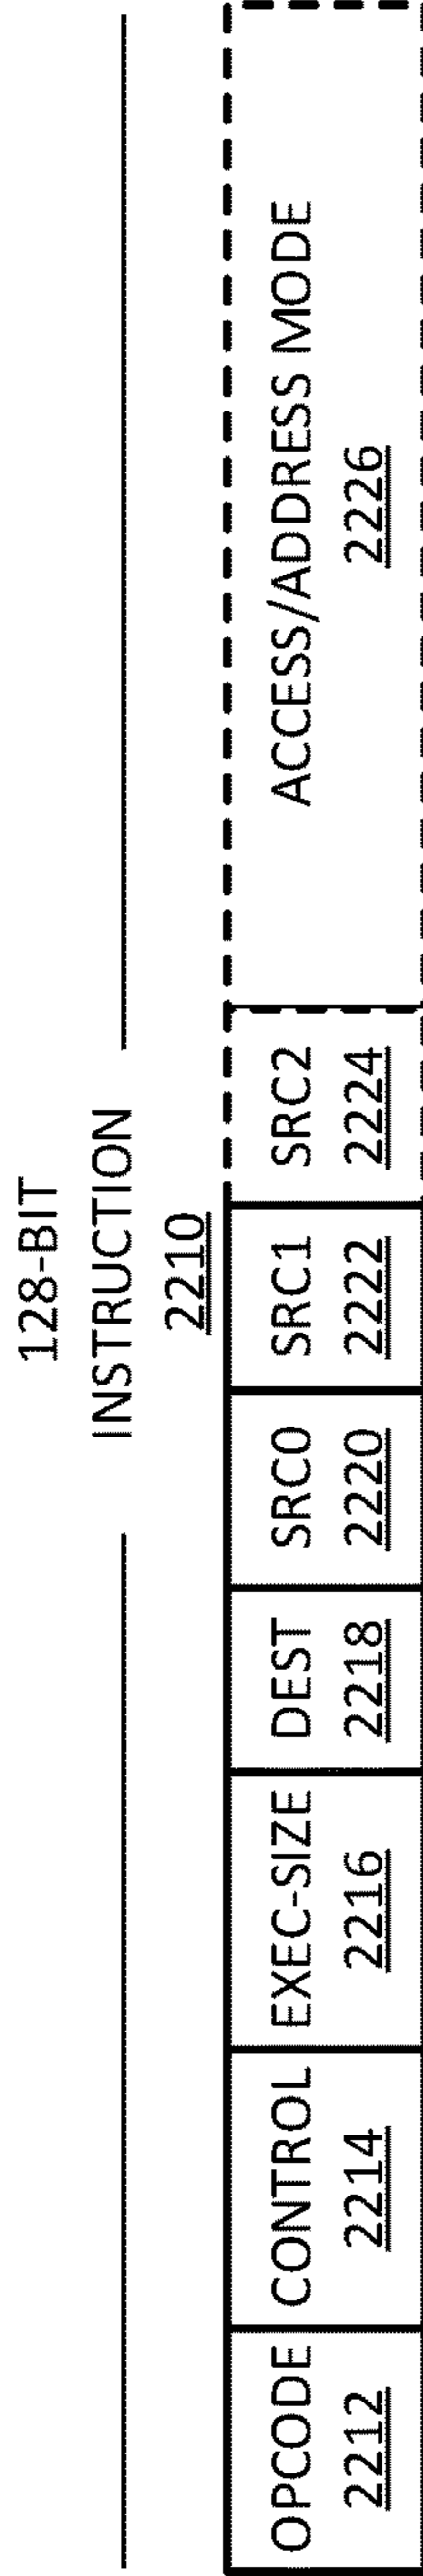 128-BIT
INSTRUCTION
2210
OPCODE
2212
CONTROL
2214
EXEC-SIZE
2216
DEST
2218
SRC0
2220
SRC1
2222
SRC2
2224
ACCESS/ADDRESS MODE
2226